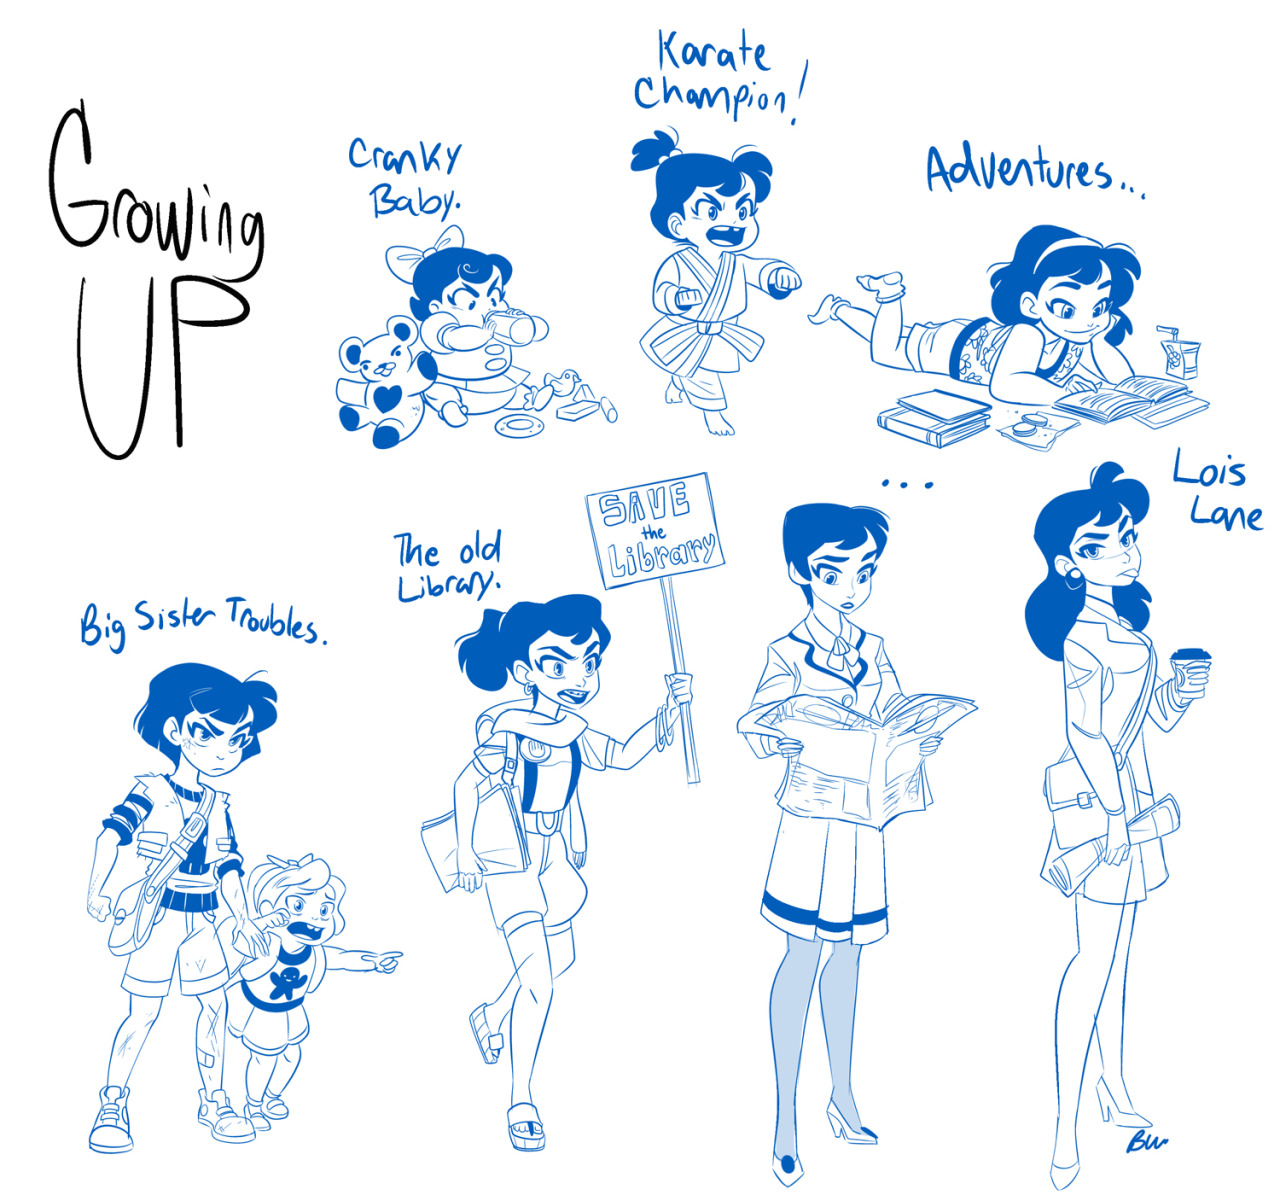 Growing
UP
Cranky
Baby.
Karate
Champion!
Adventures...
Big Sister Troubles.
The old
Library.
SAVE
the
Library
...
Lois
Lane
BW